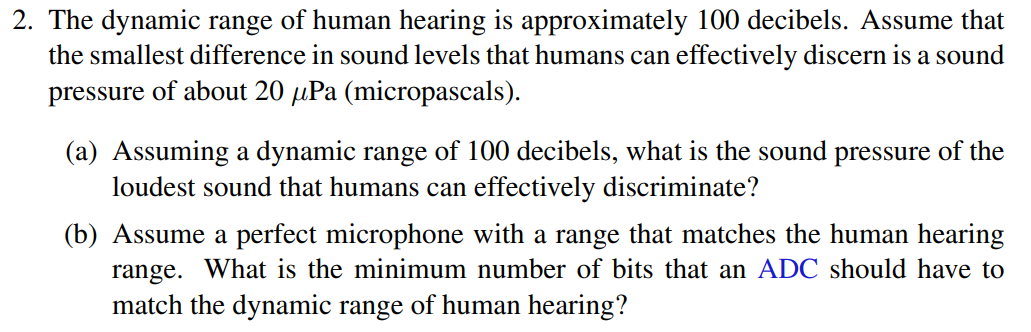 2. The dynamic range of human hearing is approximately 100 decibels. Assume that
the smallest difference in sound levels that humans can effectively discern is a sound
pressure of about 20 μPa (micropascals).
(a) Assuming a dynamic range of 100 decibels, what is the sound pressure of the
loudest sound that humans can effectively discriminate?
(b) Assume a perfect microphone with a range that matches the human hearing
range. What is the minimum number of bits that an ADC should have to
match the dynamic range of human hearing?